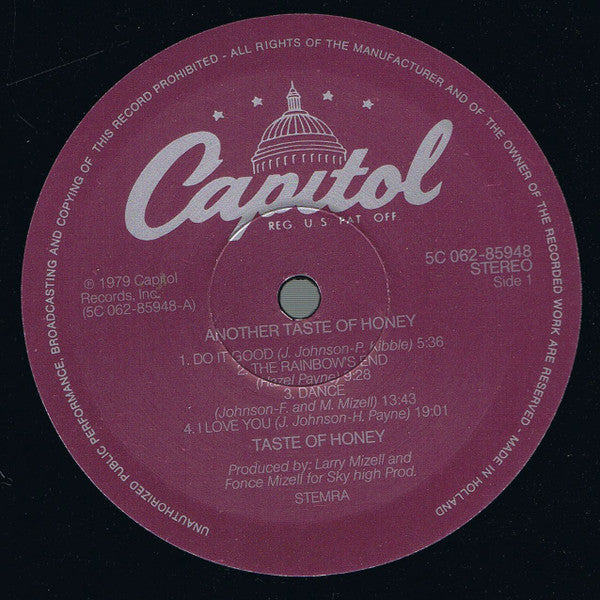 UNAUTHORIZED PUBLIC PERFORMANCE, BROADCASTING AND COPYING OF THIS RECORD PROHIBITED - ALL RIGHTS OF THE MANUFACTURER AND OF THE OWNER OF THE RECORDED WORK ARE RESERVED - MADE IN HOLLAND
Capitol
REG. U.S. PAT. OFF.
℗ 1979 Capitol
Records, Inc.
(5C 062-85948-A)
5C 062-85948
STEREO
Side 1
ANOTHER TASTE OF HONEY
1. DO IT GOOD (J. Johnson-P. Kibble) 5:36
THE RAINBOW'S END
(Hazel Payne) 9:28
3. DANCE
(Johnson-F. and M. Mizell) 13:43
4. I LOVE YOU (J. Johnson-H. Payne) 19:01
TASTE OF HONEY
Produced by: Larry Mizell and
Fonce Mizell for Sky high Prod.
STEMRA